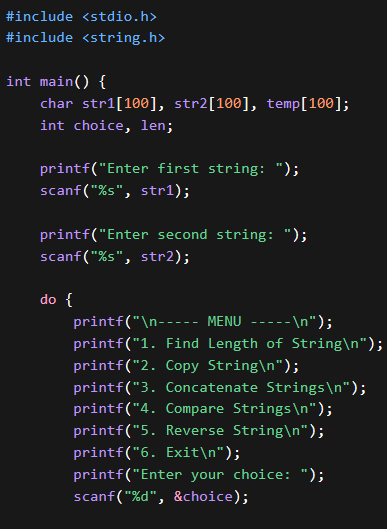 #include <stdio.h>
#include <string.h>

int main() {
    char str1[100], str2[100], temp[100];
    int choice, len;

    printf("Enter first string: ");
    scanf("%s", str1);

    printf("Enter second string: ");
    scanf("%s", str2);

    do {
        printf("\n----- MENU -----\n");
        printf("1. Find Length of String\n");
        printf("2. Copy String\n");
        printf("3. Concatenate Strings\n");
        printf("4. Compare Strings\n");
        printf("5. Reverse String\n");
        printf("6. Exit\n");
        printf("Enter your choice: ");
        scanf("%d", &choice);